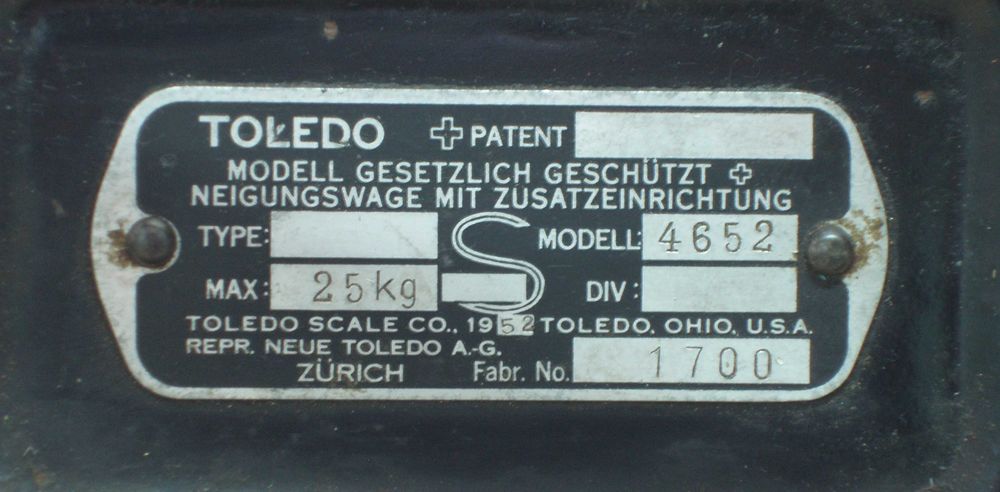 TOLEDO ✚ PATENT
MODELL GESETZLICH GESCHÜTZT ✚
NEIGUNGSWAGE MIT ZUSATZEINRICHTUNG
TYPE: S MODELL: 4652
MAX: 25kg DIV:
TOLEDO SCALE CO., 1952 TOLEDO, OHIO, U.S.A.
REPR. NEUE TOLEDO A.-G.
ZÜRICH Fabr. No. 1700